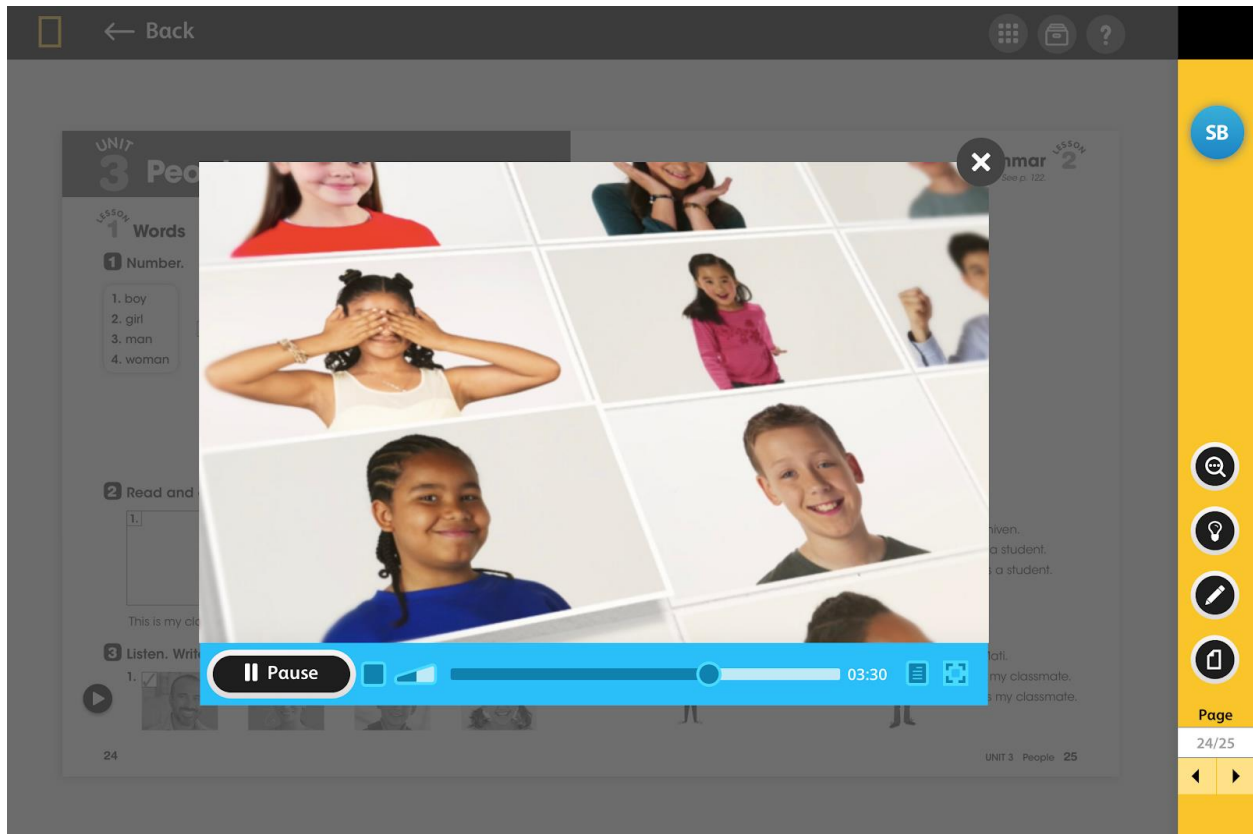 ← Back
?
SB
UNIT
3 Peo
mmar LESSON 2
See p. 122.
LESSON
1 Words
1 Number.
1. boy
2. girl
3. man
4. woman
2 Read and
1.
This is my cl
3 Listen. Writ
1.
niven.
a student.
a student.
Mati.
my classmate.
my classmate.
Pause
03:30
24
UNIT 3 People 25
Page
24/25